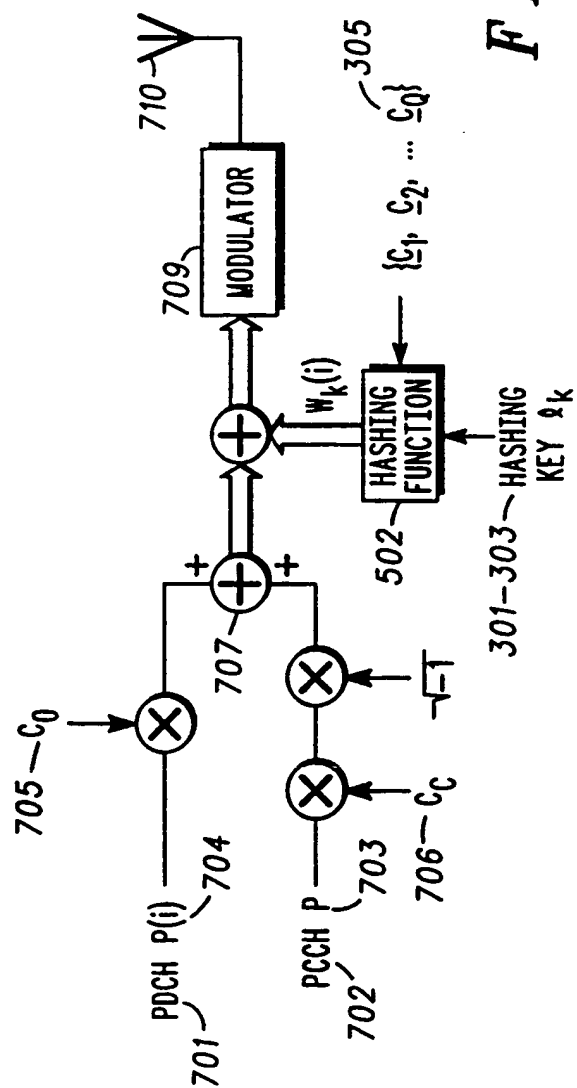 705
C0
PDCH P(i)
701
704
PCCH P
702
703
706
CC
√-1
+
+
707
Wk(i)
HASHING
FUNCTION
502
301-303
HASHING
KEY ℓk
{C1, C2, ... CQ}
305
709
MODULATOR
710
F